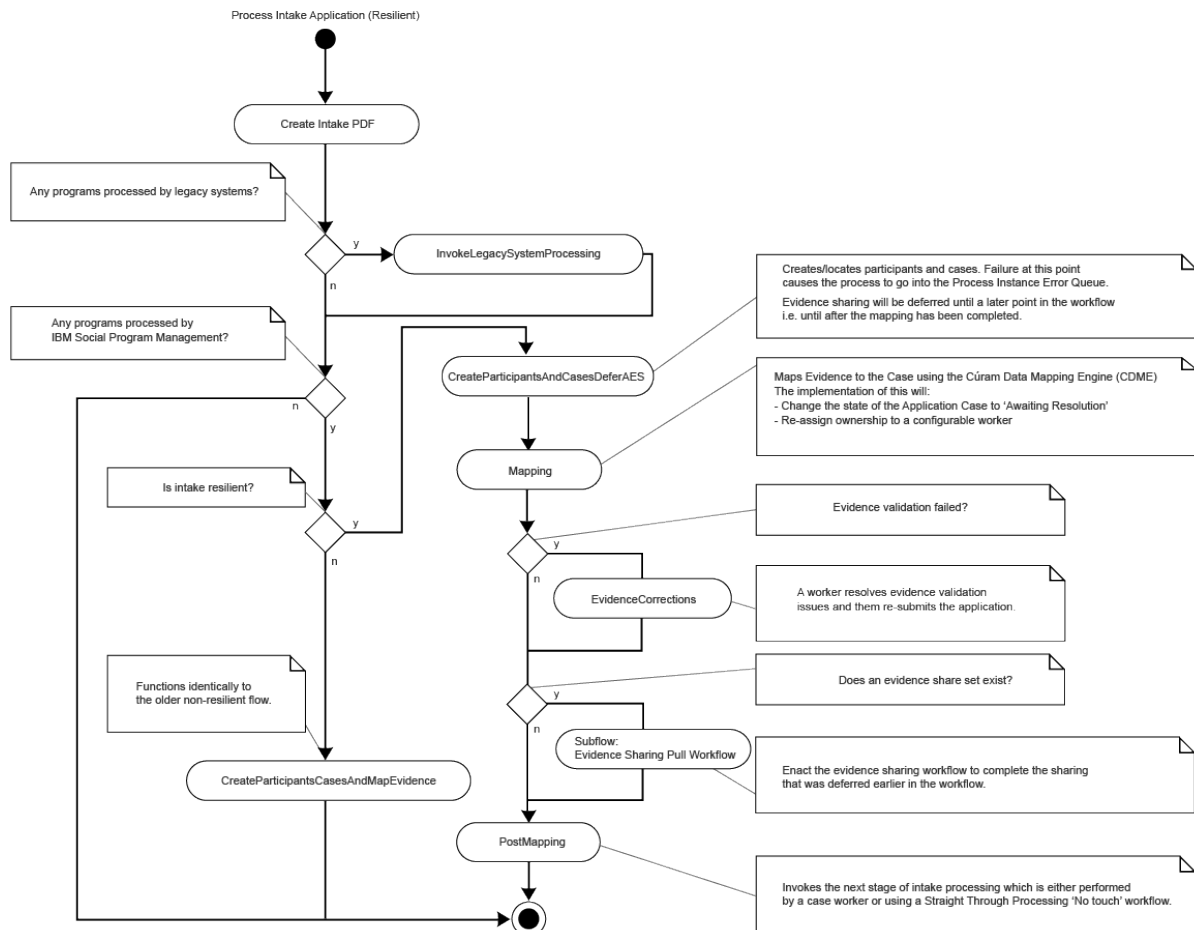 Process Intake Application (Resilient)
Create Intake PDF
Any programs processed by legacy systems?
y
InvokeLegacySystemProcessing
n
Creates/locates participants and cases. Failure at this point
causes the process to go into the Process Instance Error Queue.
Evidence sharing will be deferred until a later point in the workflow
i.e. until after the mapping has been completed.
Any programs processed by
IBM Social Program Management?
CreateParticipantsAndCasesDeferAES
n
y
Maps Evidence to the Case using the Cúram Data Mapping Engine (CDME)
The implementation of this will:
- Change the state of the Application Case to ‘Awaiting Resolution’
- Re-assign ownership to a configurable worker
Mapping
Is intake resilient?
y
n
Evidence validation failed?
y
n
EvidenceCorrections
A worker resolves evidence validation
issues and them re-submits the application.
Does an evidence share set exist?
y
n
Functions identically to
the older non-resilient flow.
Subflow:
Evidence Sharing Pull Workflow
Enact the evidence sharing workflow to complete the sharing
that was deferred earlier in the workflow.
CreateParticipantsCasesAndMapEvidence
PostMapping
Invokes the next stage of intake processing which is either performed
by a case worker or using a Straight Through Processing ‘No touch’ workflow.